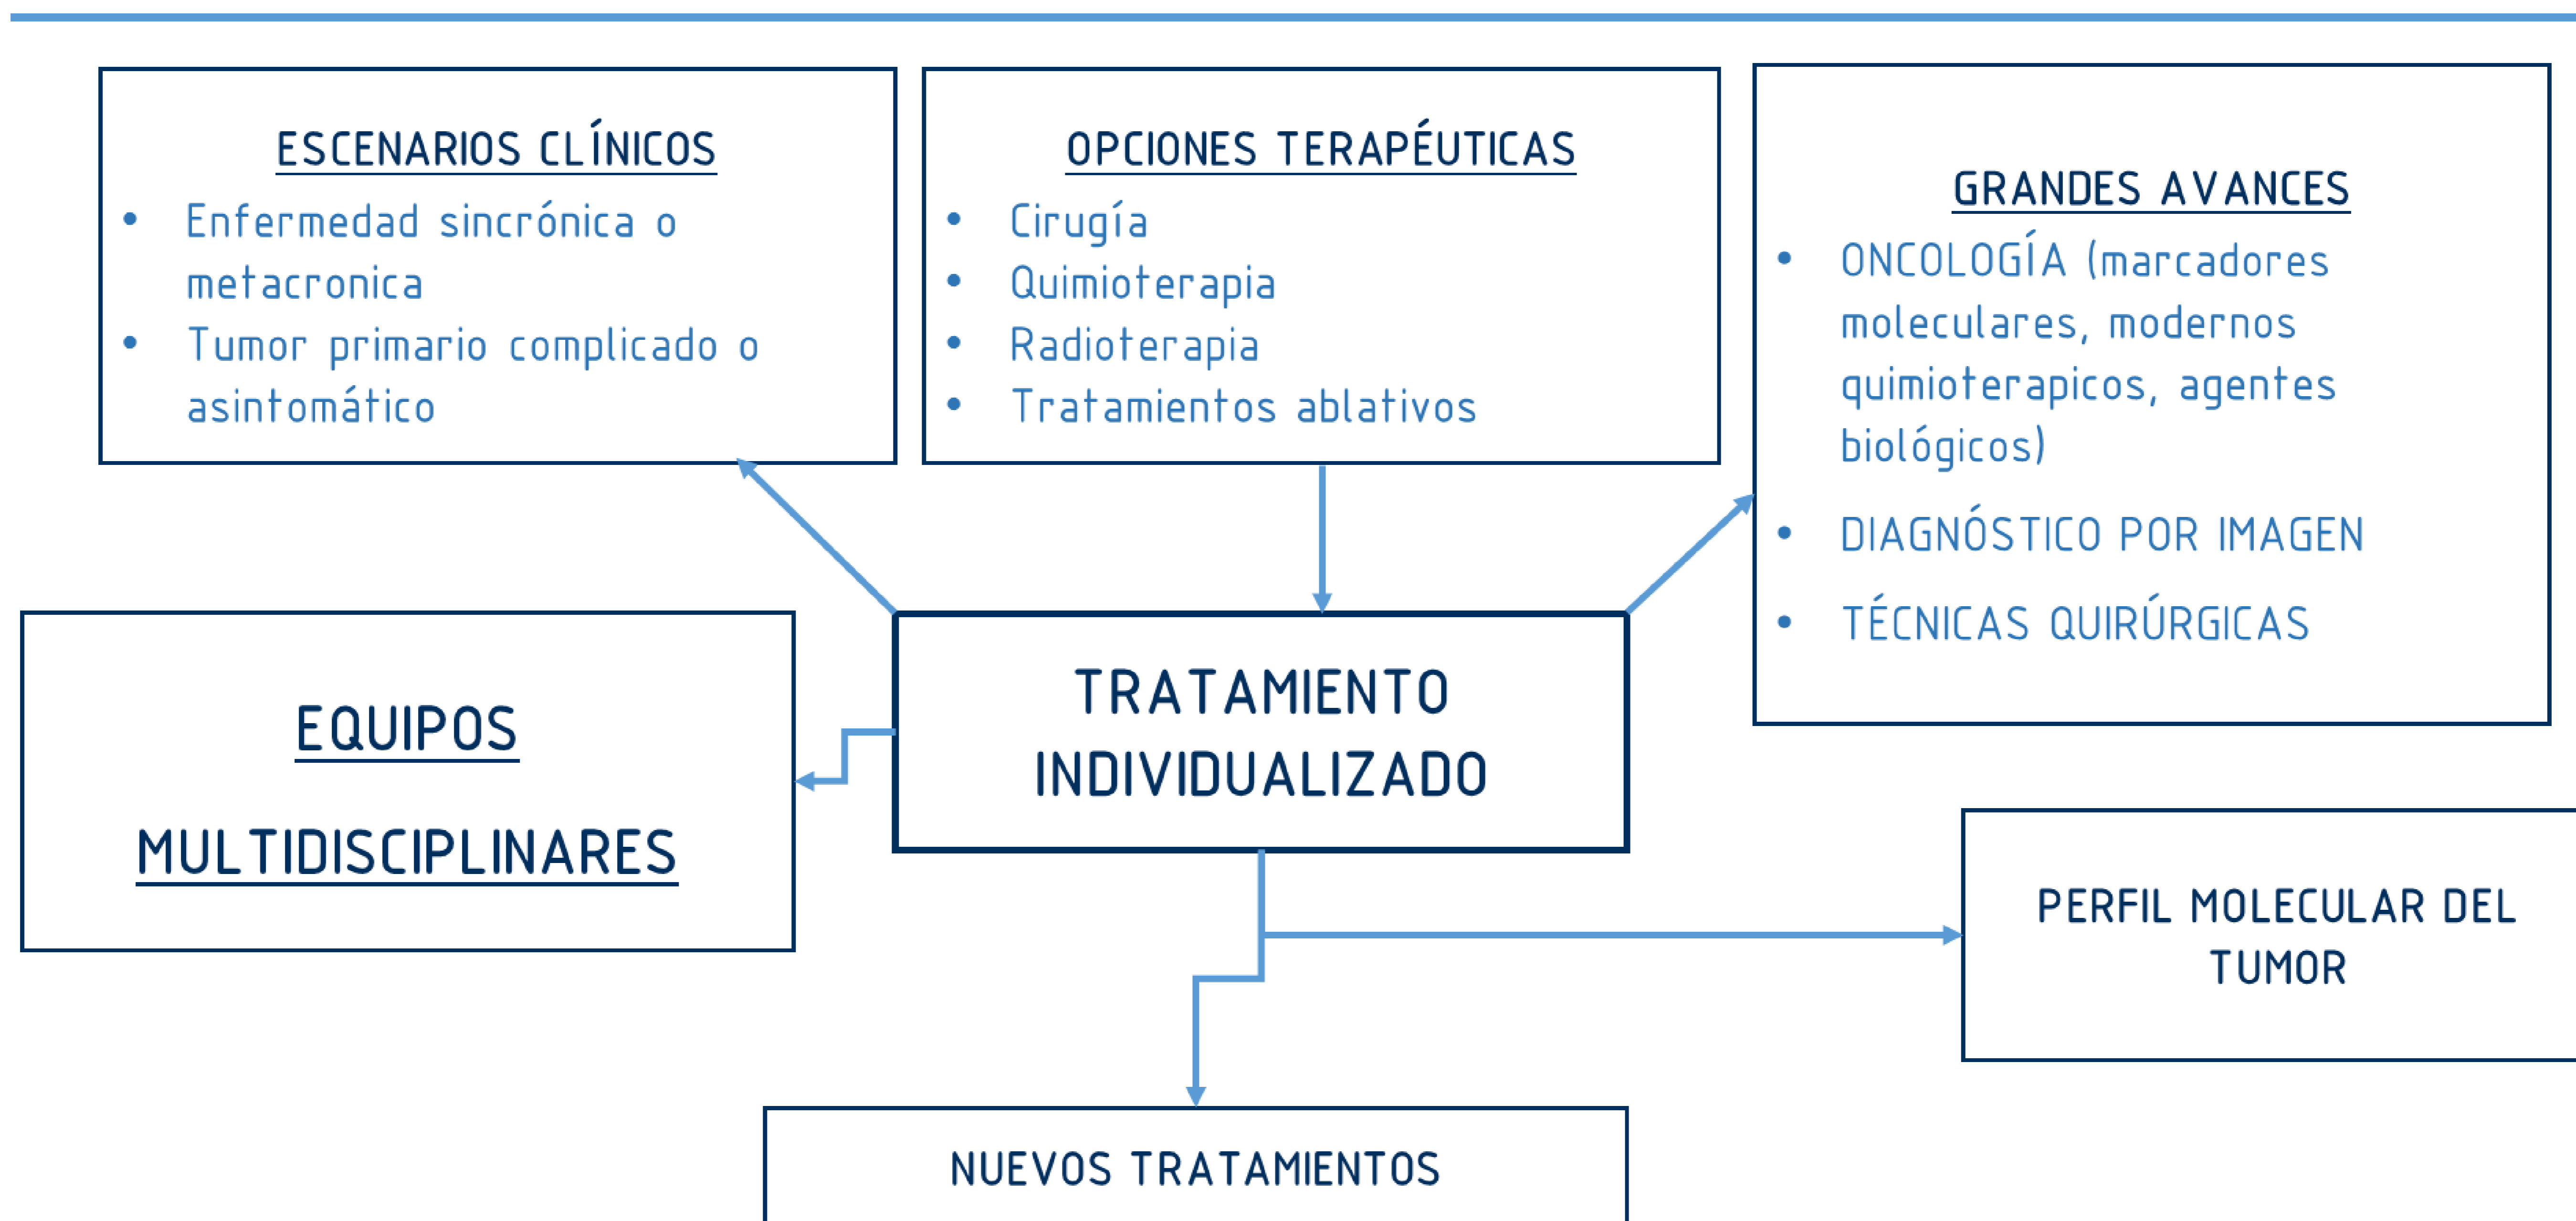 ESCENARIOS CLÍNICOS
• Enfermedad sincrónica o
metacronica
• Tumor primario complicado o
asintomático
OPCIONES TERAPÉUTICAS
• Cirugía
• Quimioterapia
• Radioterapia
• Tratamientos ablativos
GRANDES AVANCES
• ONCOLOGÍA (marcadores
moleculares, modernos
quimioterapicos, agentes
biológicos)
• DIAGNÓSTICO POR IMAGEN
• TÉCNICAS QUIRÚRGICAS
EQUIPOS
MULTIDISCIPLINARES
TRATAMIENTO
INDIVIDUALIZADO
PERFIL MOLECULAR DEL
TUMOR
NUEVOS TRATAMIENTOS